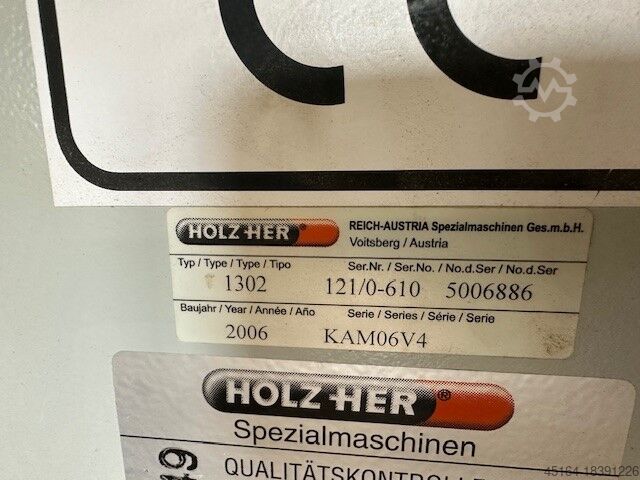 HOLZ-HER® REICH-AUSTRIA Spezialmaschinen Ges.m.b.H.
Voitsberg / Austria
Typ / Type / Type / Tipo Ser.Nr. / Ser.No. / No.d.Ser / No.d.Ser
1302 121/0-610 5006886
Baujahr / Year / Année / Año Serie / Series / Série / Serie
2006 KAM06V4
HOLZ-HER®
Spezialmaschinen
QUALITÄTSKONTROLLE
45164 18391226